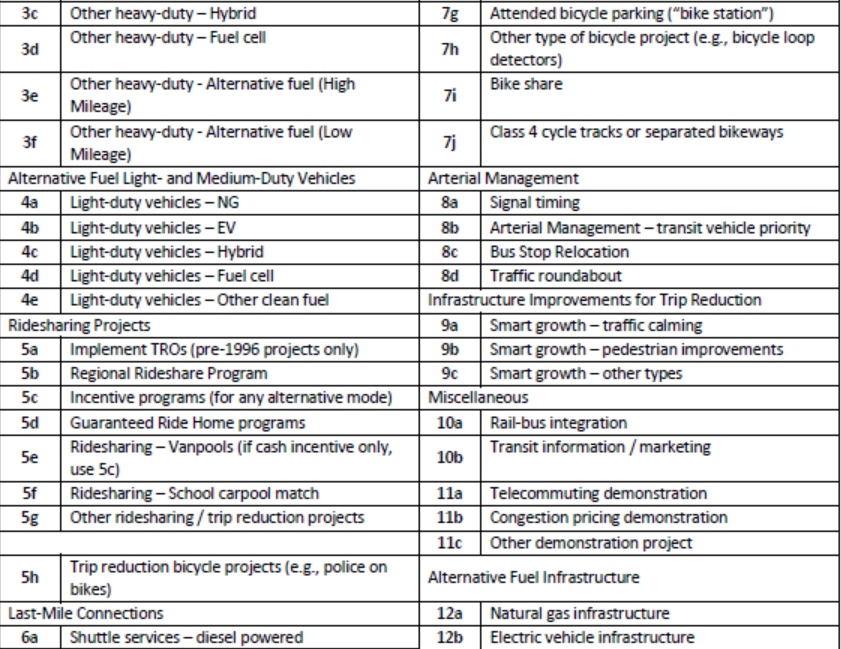 3c Other heavy-duty – Hybrid
3d Other heavy-duty – Fuel cell
3e Other heavy-duty - Alternative fuel (High
Mileage)
3f Other heavy-duty - Alternative fuel (Low
Mileage)
Alternative Fuel Light- and Medium-Duty Vehicles
4a Light-duty vehicles – NG
4b Light-duty vehicles – EV
4c Light-duty vehicles – Hybrid
4d Light-duty vehicles – Fuel cell
4e Light-duty vehicles – Other clean fuel
Ridesharing Projects
5a Implement TROs (pre-1996 projects only)
5b Regional Rideshare Program
5c Incentive programs (for any alternative mode)
5d Guaranteed Ride Home programs
5e Ridesharing – Vanpools (if cash incentive only,
use 5c)
5f Ridesharing – School carpool match
5g Other ridesharing / trip reduction projects
5h Trip reduction bicycle projects (e.g., police on
bikes)
Last-Mile Connections
6a Shuttle services – diesel powered
7g Attended bicycle parking (“bike station”)
7h Other type of bicycle project (e.g., bicycle loop
detectors)
7i Bike share
7j Class 4 cycle tracks or separated bikeways
Arterial Management
8a Signal timing
8b Arterial Management – transit vehicle priority
8c Bus Stop Relocation
8d Traffic roundabout
Infrastructure Improvements for Trip Reduction
9a Smart growth – traffic calming
9b Smart growth – pedestrian improvements
9c Smart growth – other types
Miscellaneous
10a Rail-bus integration
10b Transit information / marketing
11a Telecommuting demonstration
11b Congestion pricing demonstration
11c Other demonstration project
Alternative Fuel Infrastructure
12a Natural gas infrastructure
12b Electric vehicle infrastructure